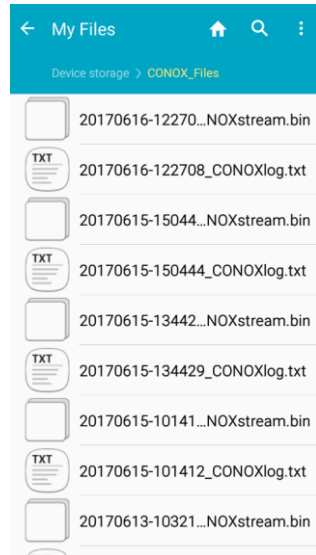 My Files
Device storage > CONOX_Files
20170616-12270...NOXstream.bin
TXT
20170616-122708_CONOXlog.txt
20170615-15044...NOXstream.bin
TXT
20170615-150444_CONOXlog.txt
20170615-13442...NOXstream.bin
TXT
20170615-134429_CONOXlog.txt
20170615-10141...NOXstream.bin
TXT
20170615-101412_CONOXlog.txt
20170613-10321...NOXstream.bin